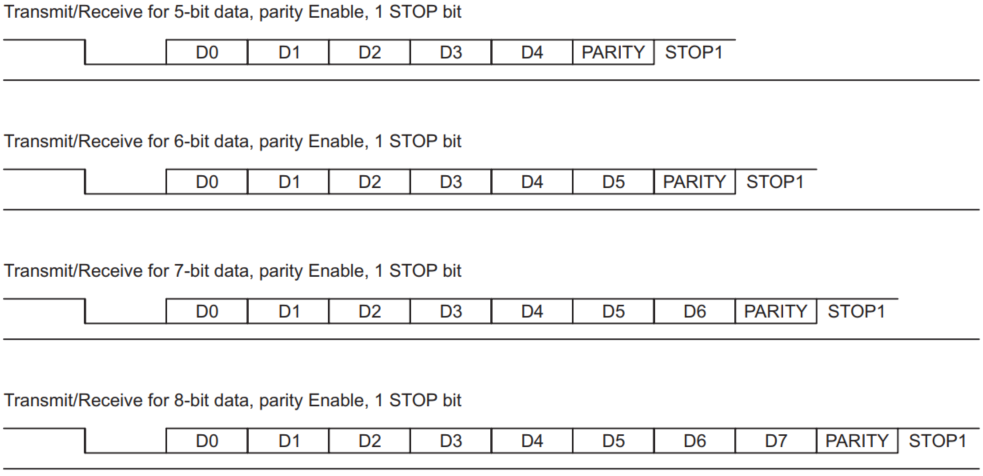 Transmit/Receive for 5-bit data, parity Enable, 1 STOP bit
D0 D1 D2 D3 D4 PARITY STOP1
Transmit/Receive for 6-bit data, parity Enable, 1 STOP bit
D0 D1 D2 D3 D4 D5 PARITY STOP1
Transmit/Receive for 7-bit data, parity Enable, 1 STOP bit
D0 D1 D2 D3 D4 D5 D6 PARITY STOP1
Transmit/Receive for 8-bit data, parity Enable, 1 STOP bit
D0 D1 D2 D3 D4 D5 D6 D7 PARITY STOP1